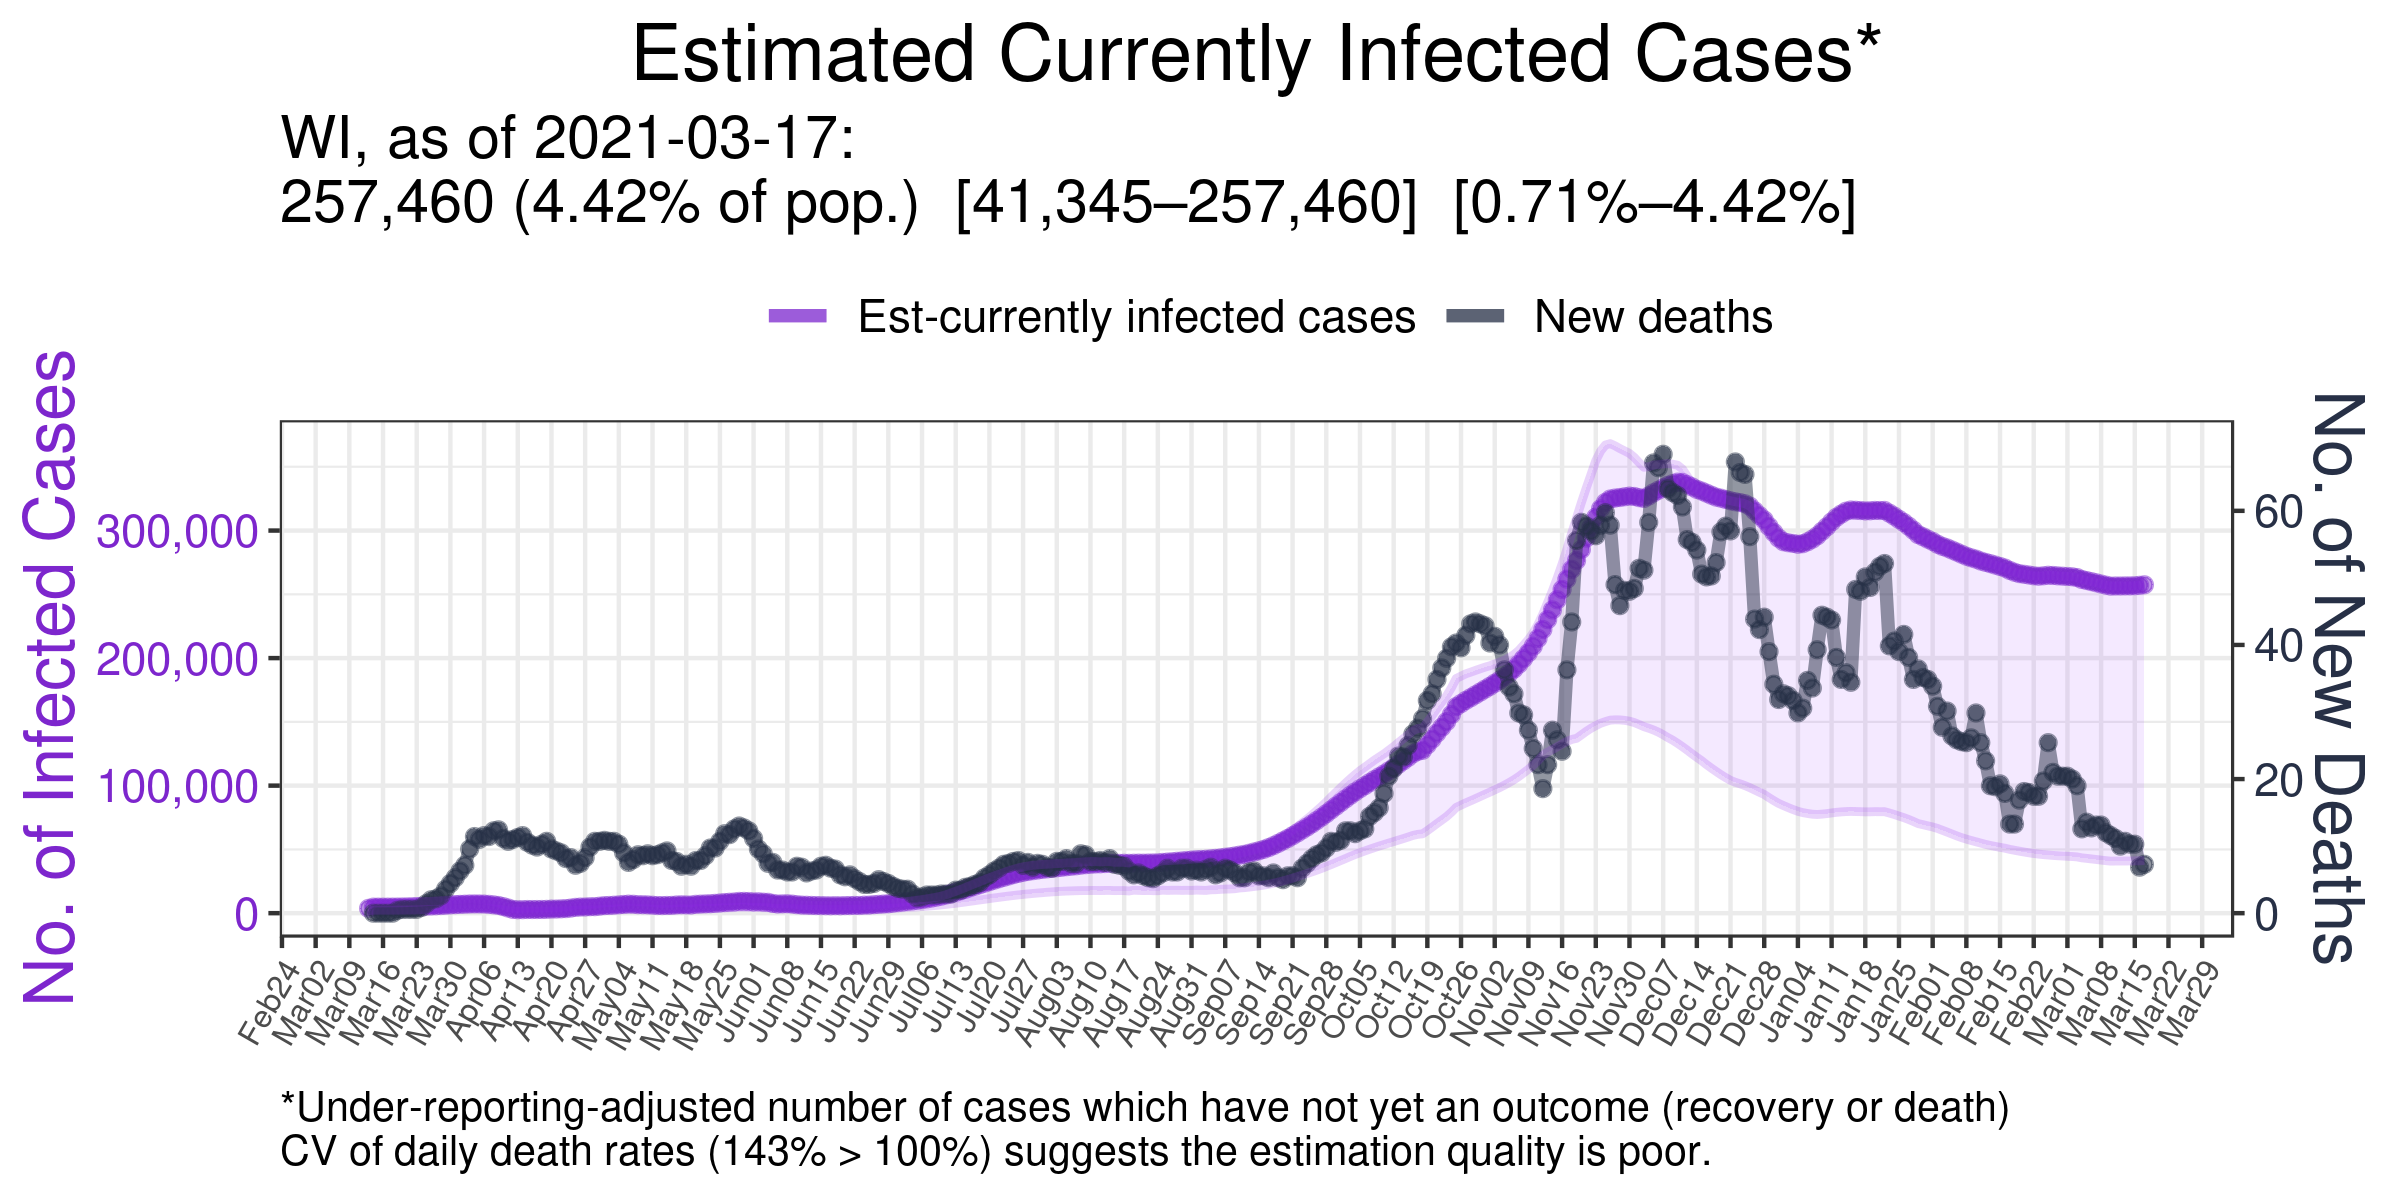 Estimated Currently Infected Cases*
WI, as of 2021-03-17:
257,460 (4.42% of pop.)  [41,345–257,460]  [0.71%–4.42%]
Est-currently infected cases
New deaths
No. of Infected Cases
300,000
200,000
100,000
0
60
40
20
0
No. of New Deaths
Feb24
Mar02
Mar09
Mar16
Mar23
Mar30
Apr06
Apr13
Apr20
Apr27
May04
May11
May18
May25
Jun01
Jun08
Jun15
Jun22
Jun29
Jul06
Jul13
Jul20
Jul27
Aug03
Aug10
Aug17
Aug24
Aug31
Sep07
Sep14
Sep21
Sep28
Oct05
Oct12
Oct19
Oct26
Nov02
Nov09
Nov16
Nov23
Nov30
Dec07
Dec14
Dec21
Dec28
Jan04
Jan11
Jan18
Jan25
Feb01
Feb08
Feb15
Feb22
Mar01
Mar08
Mar15
Mar22
Mar29
*Under-reporting-adjusted number of cases which have not yet an outcome (recovery or death)
CV of daily death rates (143% > 100%) suggests the estimation quality is poor.